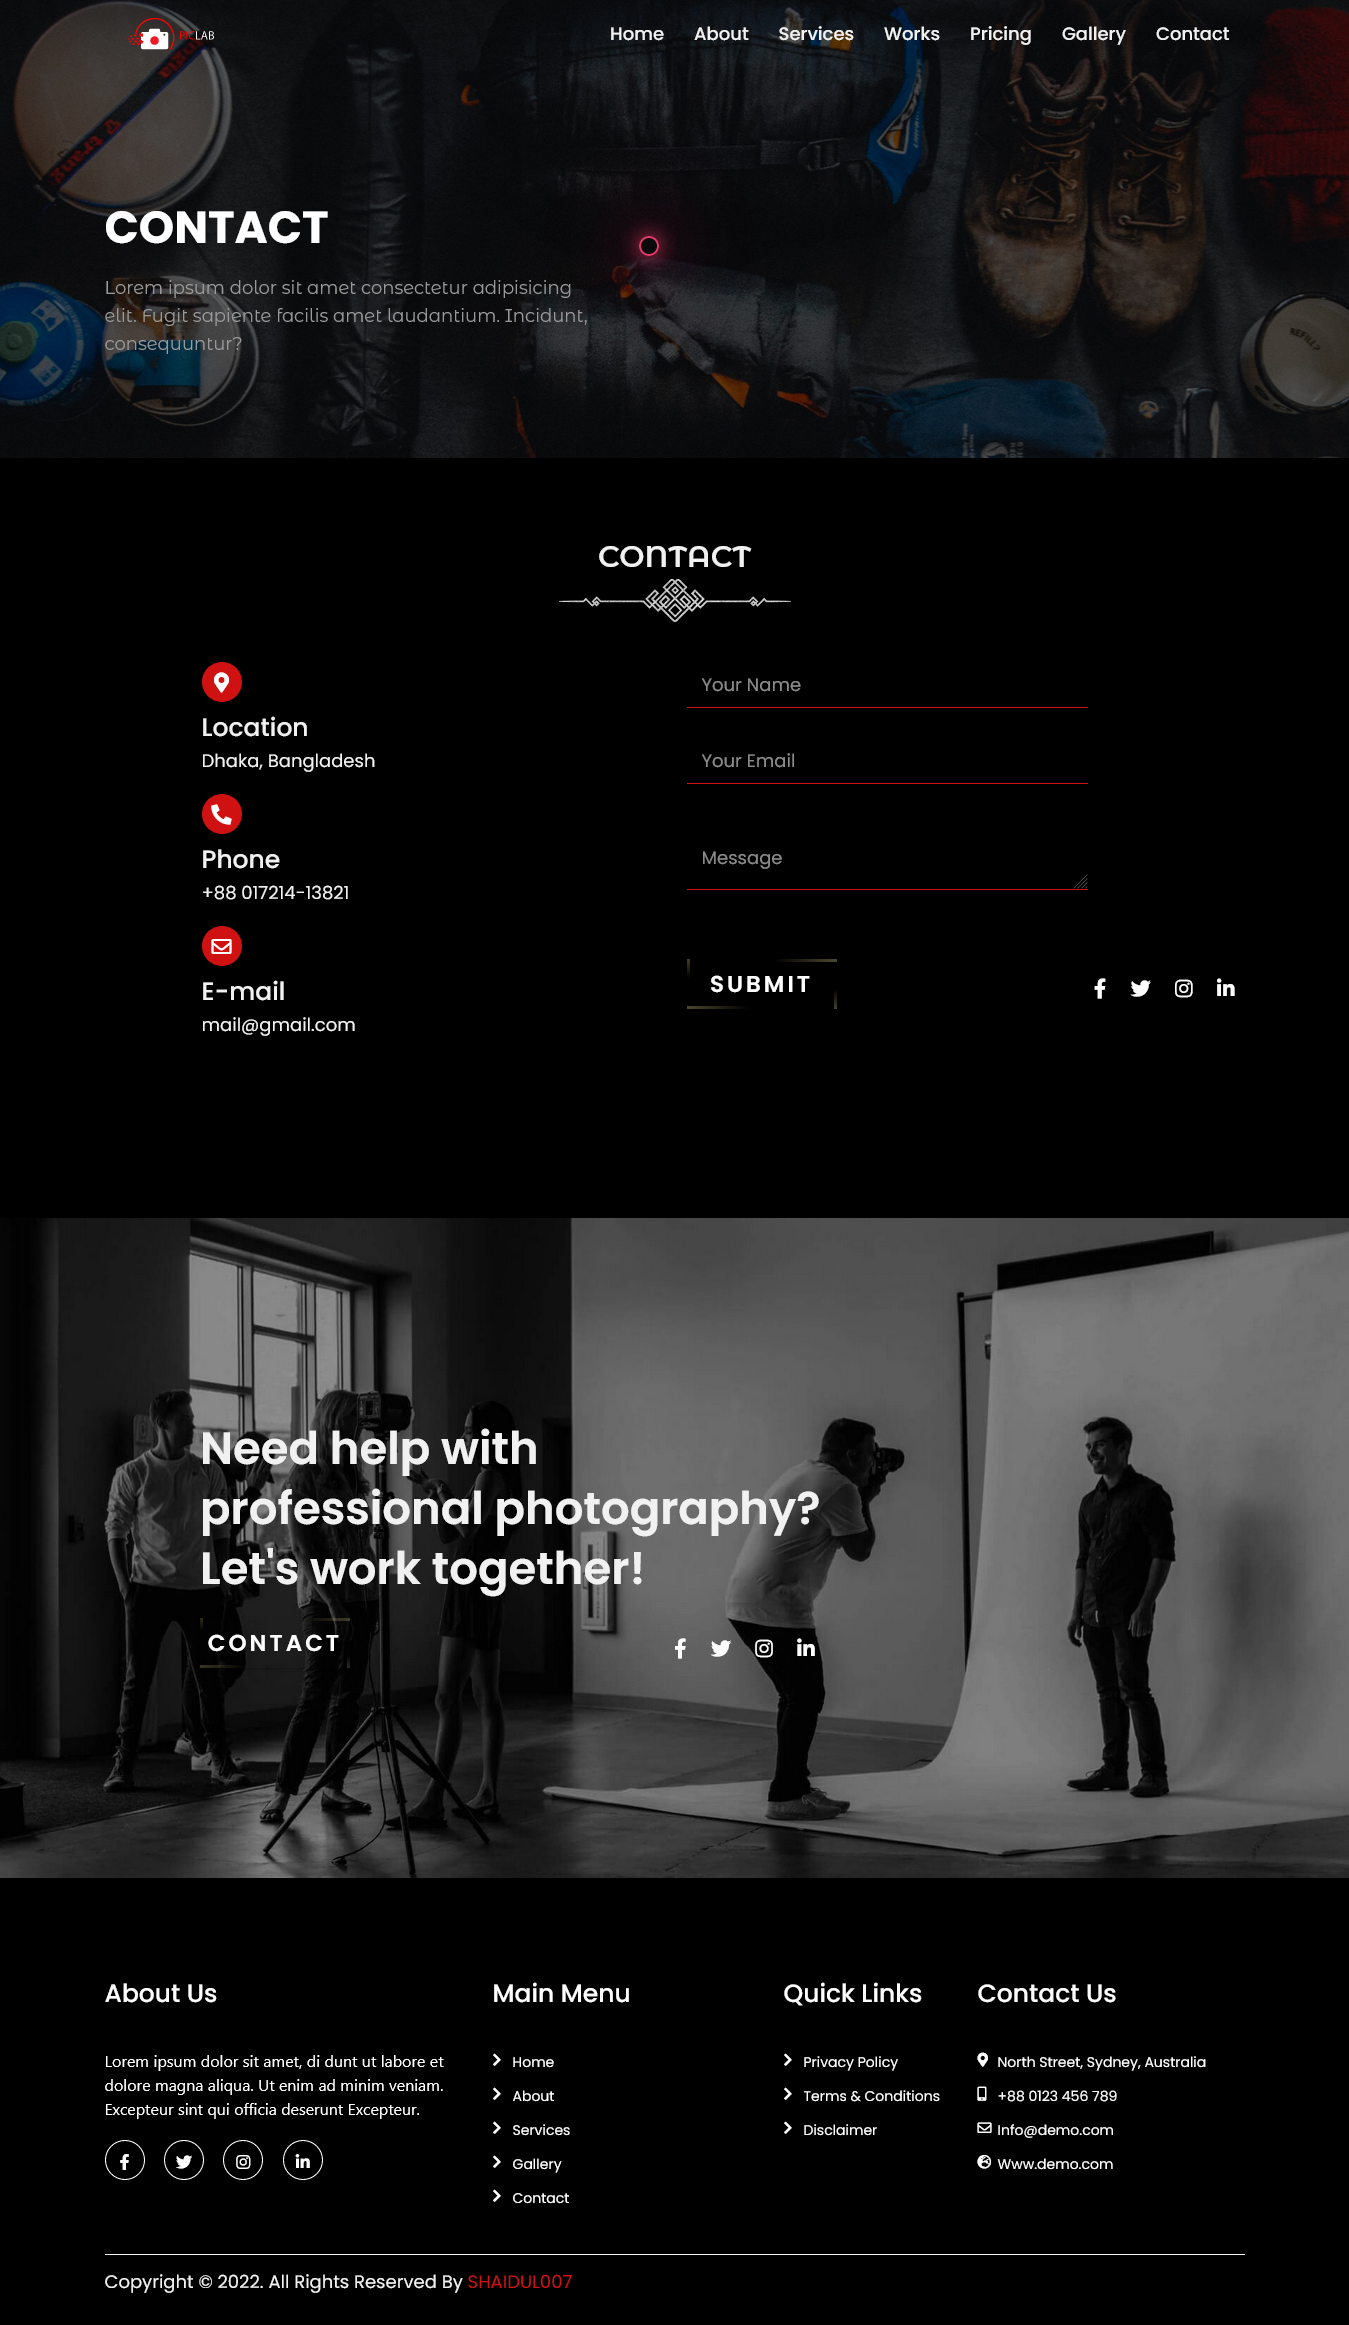 PICLAB
Home About Services Works Pricing Gallery Contact
CONTACT
Lorem ipsum dolor sit amet consectetur adipisicing
elit. Fugit sapiente facilis amet laudantium. Incidunt,
consequuntur?
CONTACT
Location
Dhaka, Bangladesh
Phone
+88 017214-13821
E-mail
mail@gmail.com
Your Name
Your Email
Message
SUBMIT
Need help with
professional photography?
Let's work together!
CONTACT
About Us
Lorem ipsum dolor sit amet, di dunt ut labore et
dolore magna aliqua. Ut enim ad minim veniam.
Excepteur sint qui officia deserunt Excepteur.
Main Menu
Home
About
Services
Gallery
Contact
Quick Links
Privacy Policy
Terms & Conditions
Disclaimer
Contact Us
North Street, Sydney, Australia
+88 0123 456 789
Info@demo.com
Www.demo.com
Copyright © 2022. All Rights Reserved By SHAIDUL007